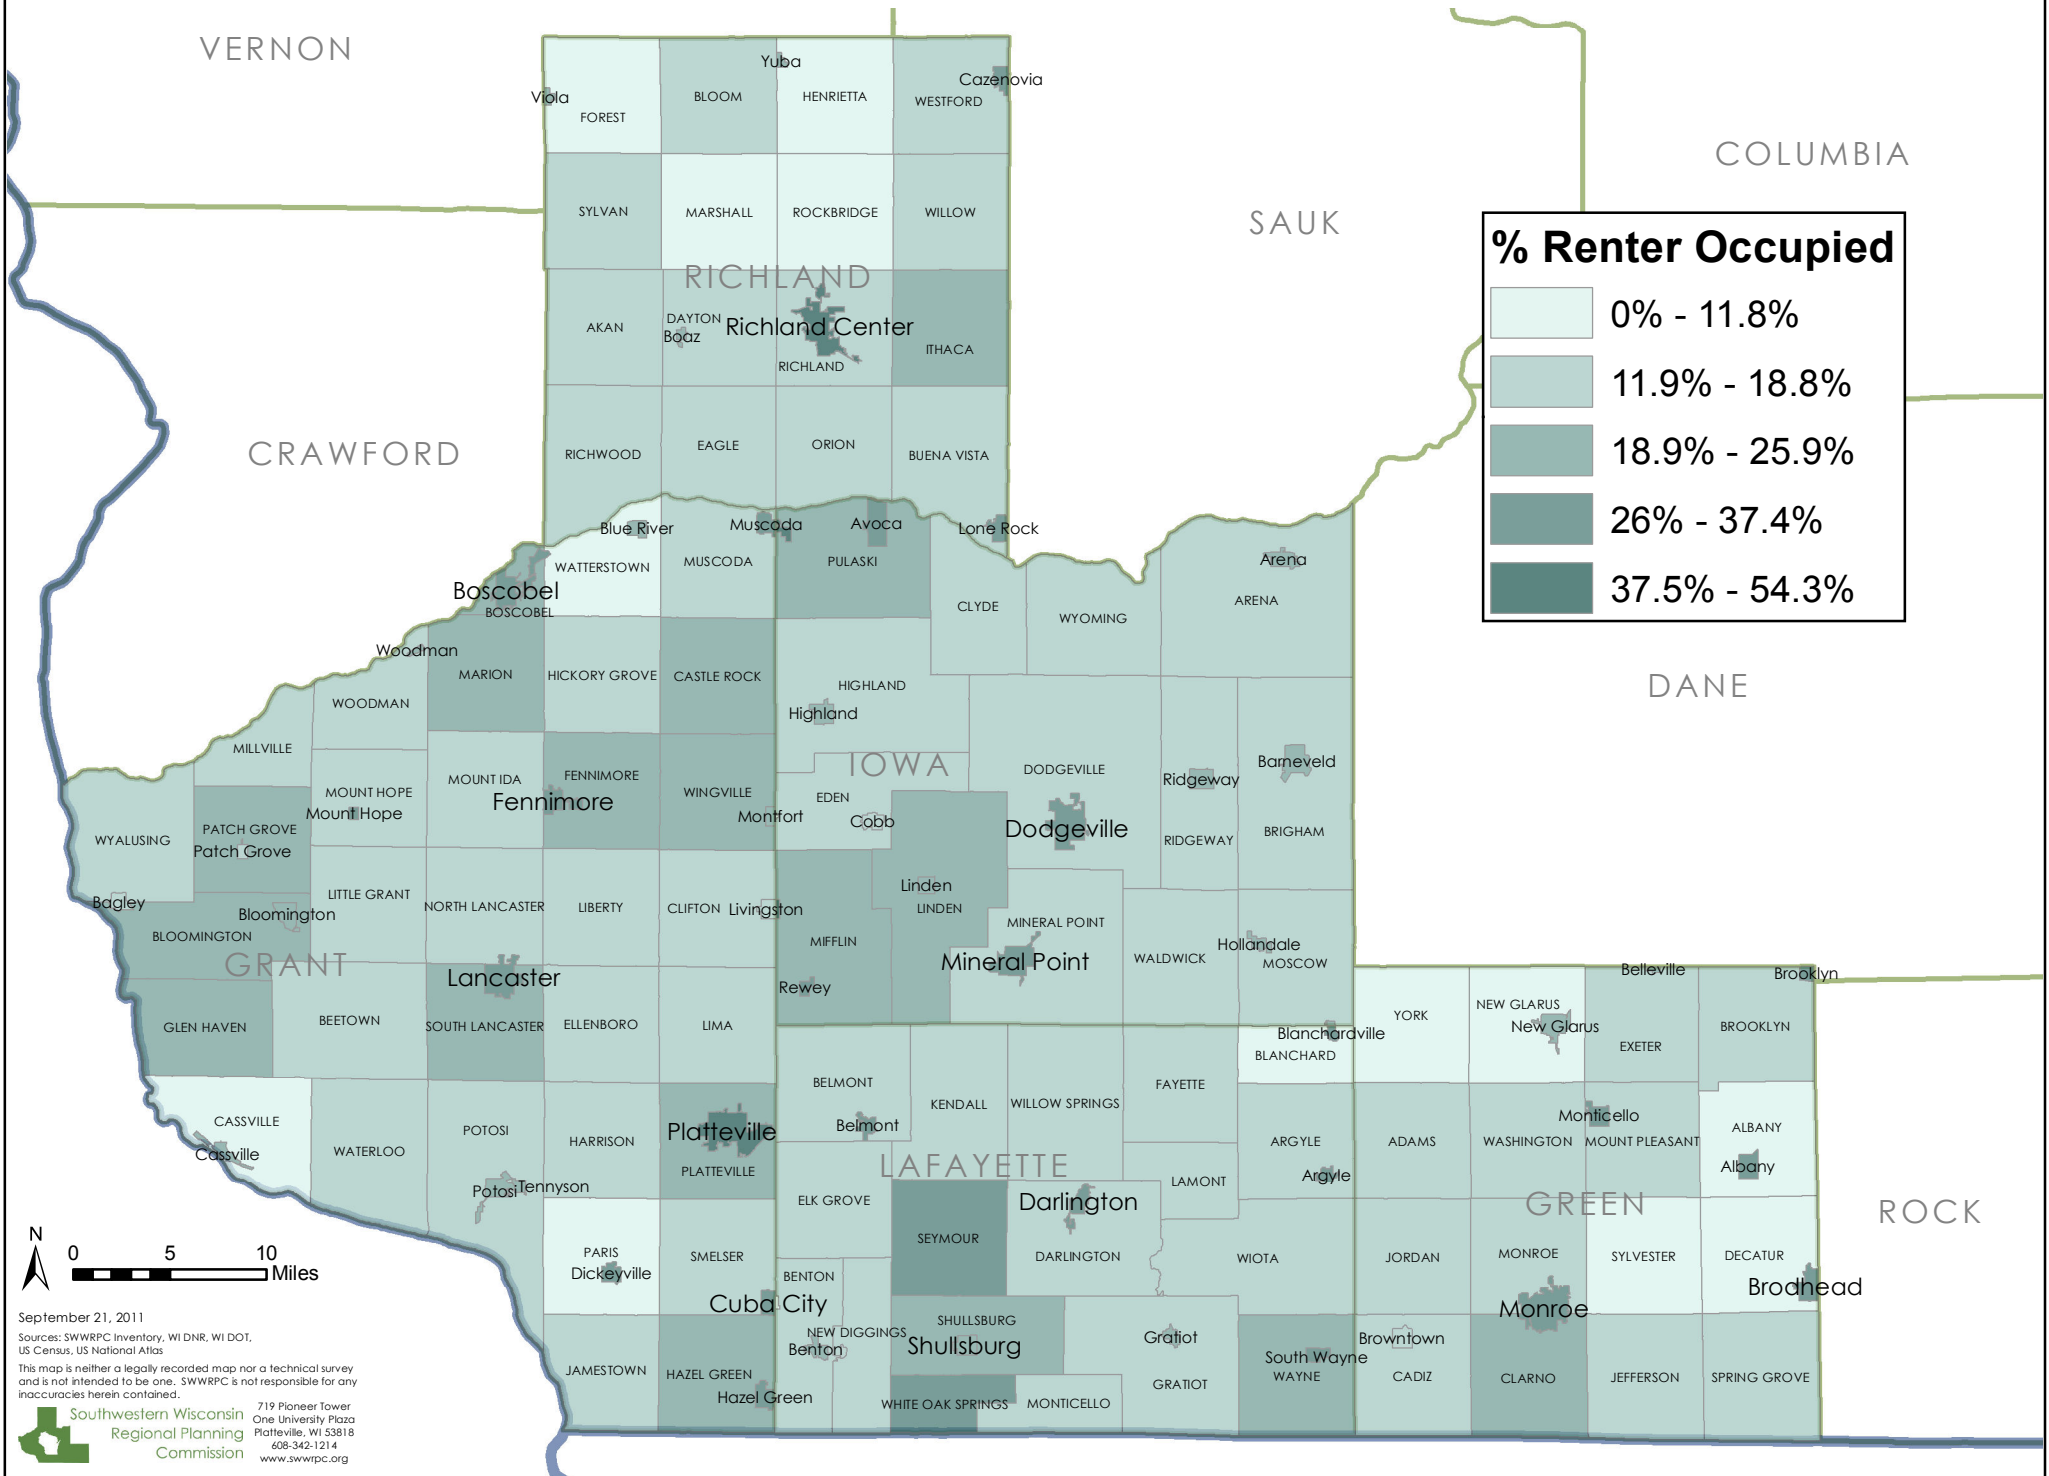 VERNON
Yuba
Cazenovia
Viola
BLOOM
HENRIETTA
WESTFORD
FOREST
COLUMBIA
SYLVAN
MARSHALL
ROCKBRIDGE
WILLOW
SAUK
% Renter Occupied
0% - 11.8%
11.9% - 18.8%
18.9% - 25.9%
26% - 37.4%
37.5% - 54.3%
RICHLAND
AKAN
DAYTON
Boaz
Richland Center
ITHACA
RICHLAND
CRAWFORD
RICHWOOD
EAGLE
ORION
BUENA VISTA
Blue River
Muscoda
Avoca
Lone Rock
WATTERSTOWN
MUSCODA
PULASKI
Arena
Boscobel
BOSCOBEL
CLYDE
WYOMING
ARENA
Woodman
MARION
HICKORY GROVE
CASTLE ROCK
HIGHLAND
DANE
WOODMAN
Highland
MILLVILLE
IOWA
MOUNT IDA
FENNIMORE
DODGEVILLE
Ridgeway
Barneveld
MOUNT HOPE
Mount Hope
Fennimore
WINGVILLE
EDEN
Montfort
Cobb
Dodgeville
WYALUSING
PATCH GROVE
Patch Grove
RIDGEWAY
BRIGHAM
Bagley
Bloomington
LITTLE GRANT
NORTH LANCASTER
LIBERTY
CLIFTON
Livingston
Linden
LINDEN
MINERAL POINT
BLOOMINGTON
MIFFLIN
Hollandale
GRANT
Lancaster
Mineral Point
WALDWICK
MOSCOW
Rewey
Belleville
Brooklyn
GLEN HAVEN
BEETOWN
SOUTH LANCASTER
ELLENBORO
LIMA
YORK
NEW GLARUS
New Glarus
BROOKLYN
Blanchardville
BLANCHARD
EXETER
BELMONT
FAYETTE
KENDALL
WILLOW SPRINGS
CASSVILLE
Cassville
WATERLOO
POTOSI
HARRISON
Platteville
PLATTEVILLE
Belmont
ARGYLE
ADAMS
WASHINGTON
Monticello
MOUNT PLEASANT
ALBANY
Albany
LAFAYETTE
Argyle
Potosi
Tennyson
ELK GROVE
Darlington
LAMONT
GREEN
ROCK
SEYMOUR
DARLINGTON
WIOTA
JORDAN
MONROE
SYLVESTER
DECATUR
PARIS
Dickeyville
SMELSER
BENTON
Brodhead
Cuba City
Monroe
NEW DIGGINGS
Benton
SHULLSBURG
Shullsburg
Gratiot
Browntown
South Wayne
WAYNE
CADIZ
JAMESTOWN
HAZEL GREEN
Hazel Green
GRATIOT
CLARNO
JEFFERSON
SPRING GROVE
WHITE OAK SPRINGS
MONTICELLO
N
0 5 10
Miles
September 21, 2011
Sources: SWWRPC Inventory, WI DNR, WI DOT,
US Census, US National Atlas
This map is neither a legally recorded map nor a technical survey
and is not intended to be one. SWWRPC is not responsible for any
inaccuracies herein contained.
Southwestern Wisconsin
Regional Planning
Commission
719 Pioneer Tower
One University Plaza
Platteville, WI 53818
608-342-1214
www.swwrpc.org